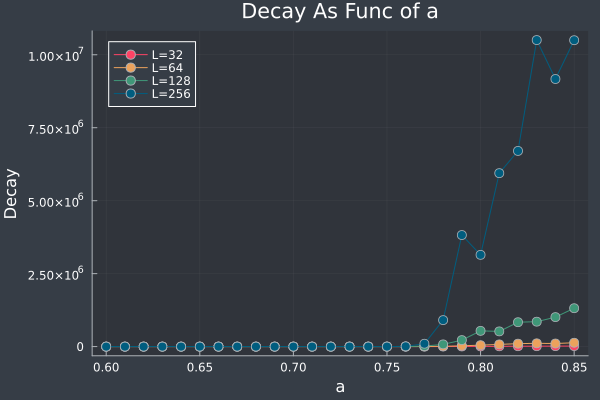 Decay As Func of a
1.00×10⁷
7.50×10⁶
5.00×10⁶
2.50×10⁶
0
Decay
L=32
L=64
L=128
L=256
0.60 0.65 0.70 0.75 0.80 0.85
a